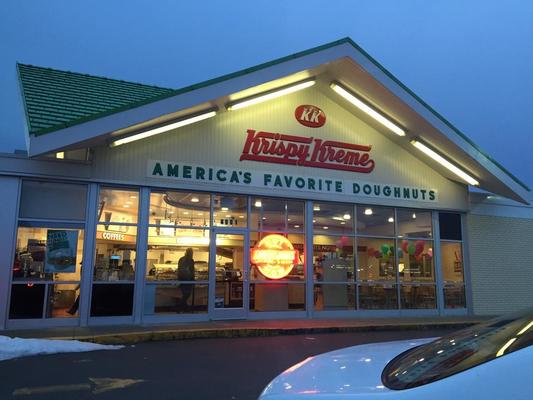 KK
Krispy Kreme
AMERICA'S FAVORITE DOUGHNUTS
COFFEES